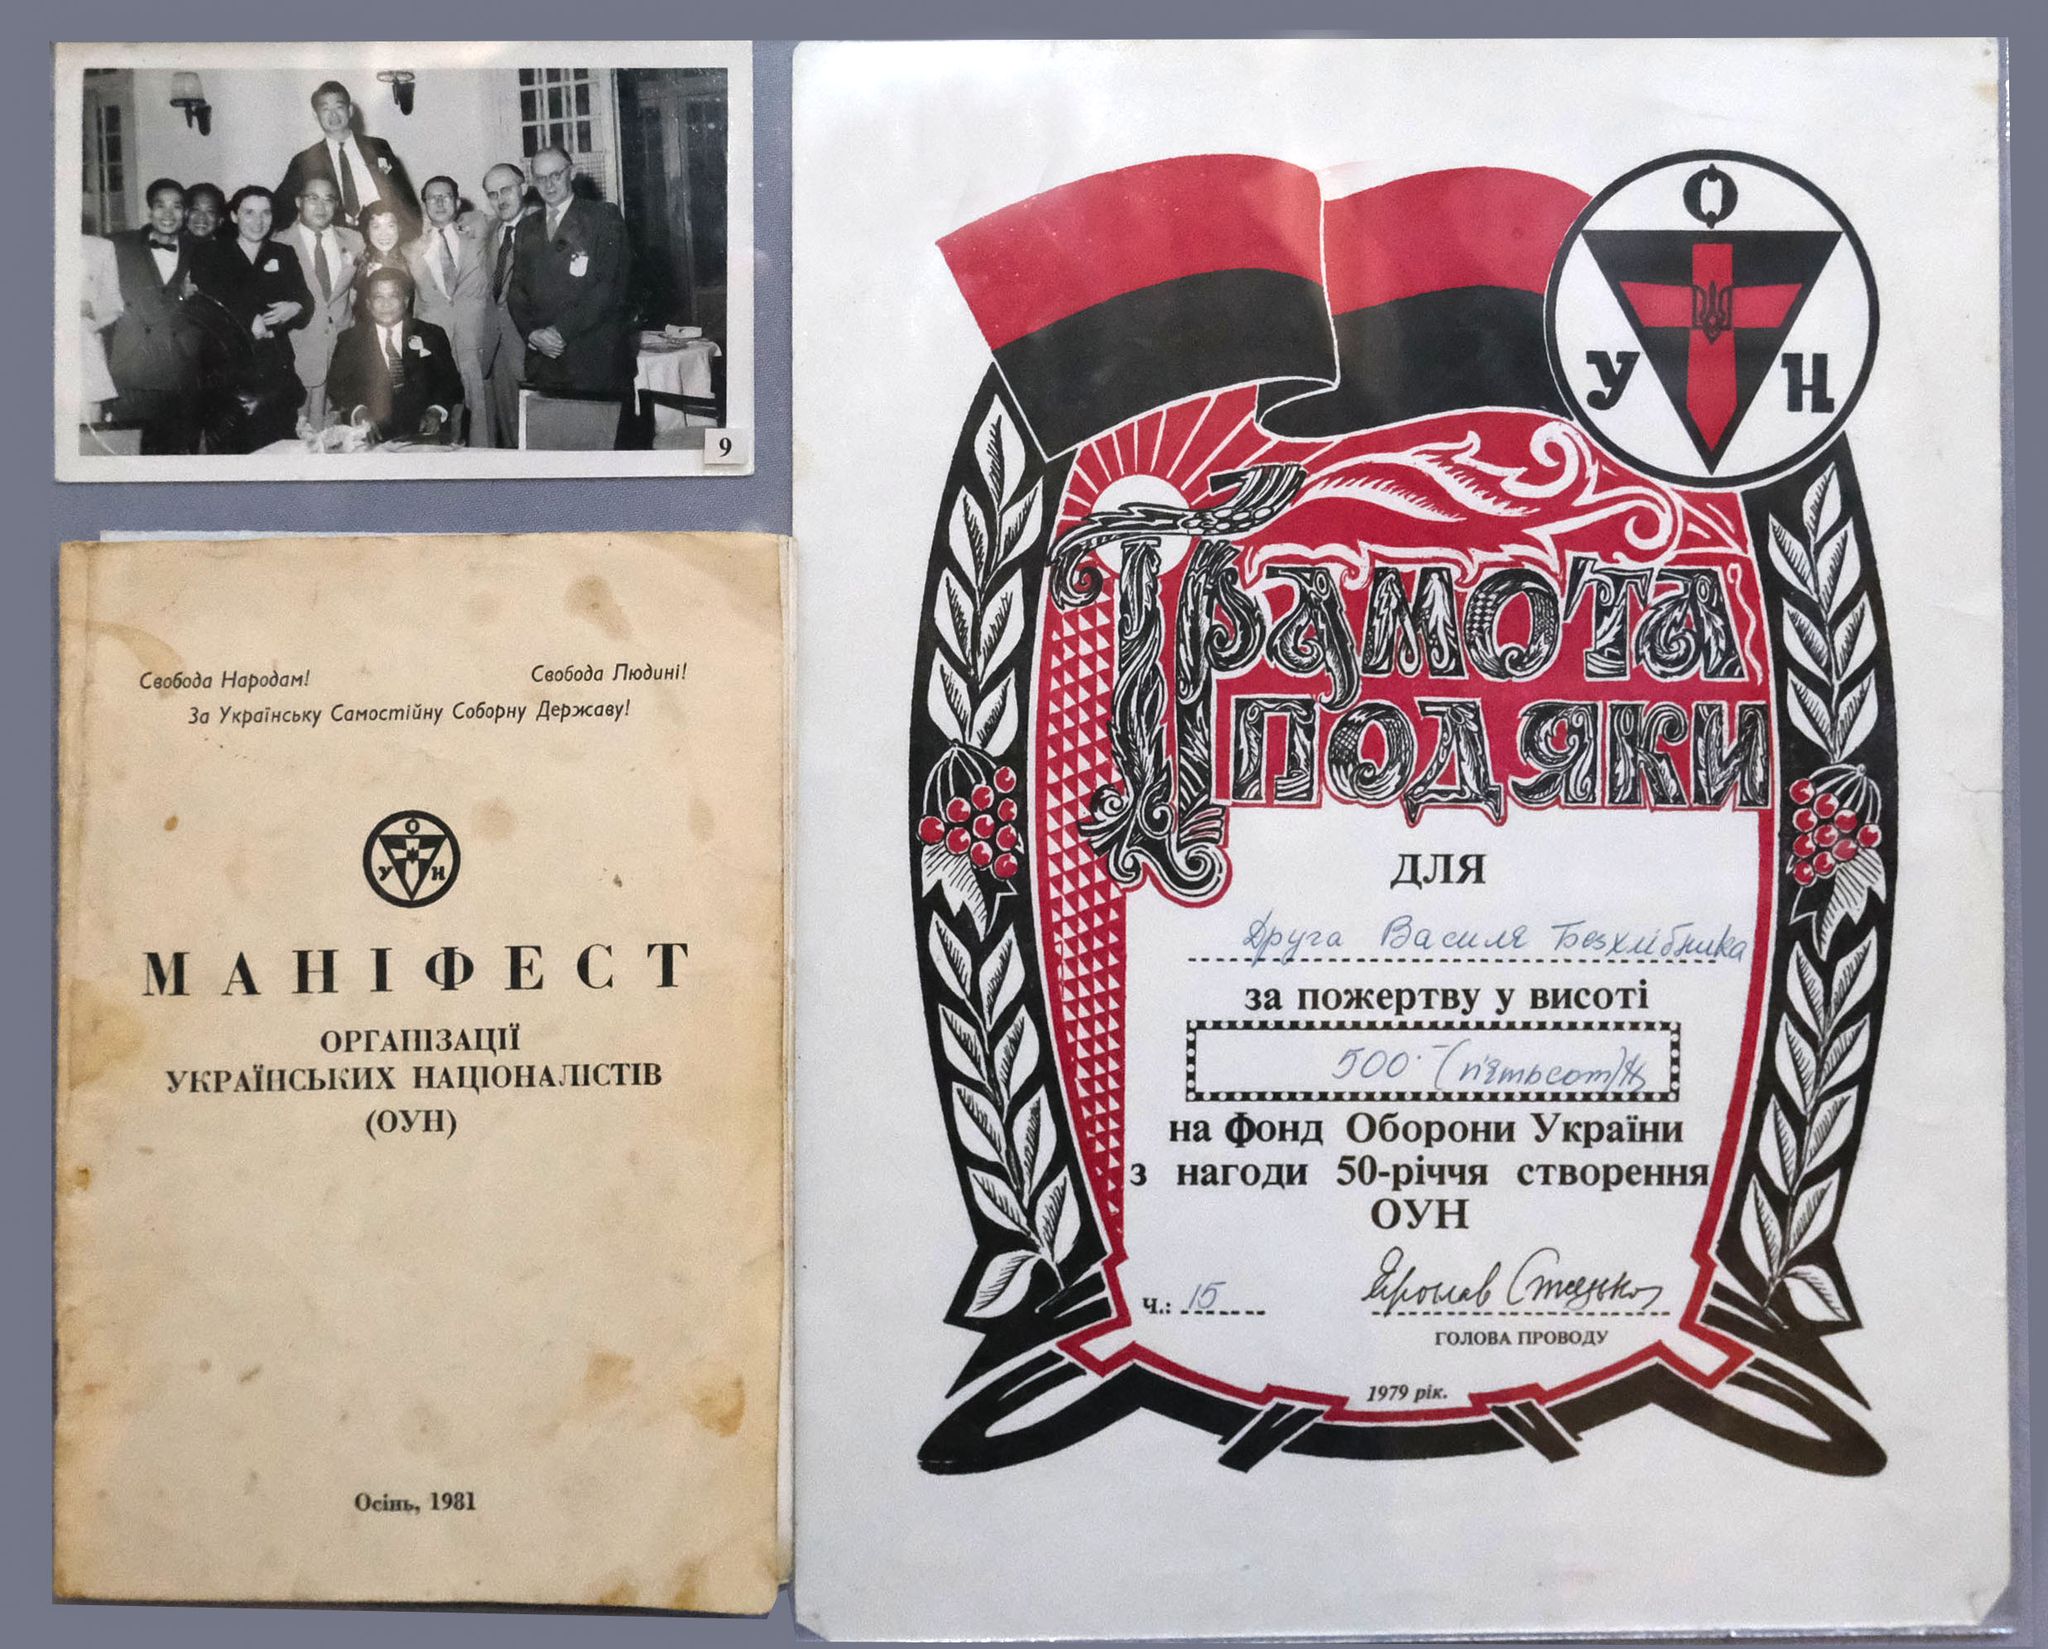 9
Свобода Народам! Свобода Людині!
За Українську Самостійну Соборну Державу!
О
У Н
МАНІФЕСТ
ОРГАНІЗАЦІЇ
УКРАЇНСЬКИХ НАЦІОНАЛІСТІВ
(ОУН)
Осінь, 1981
О
У Н
Грамота
подяки
для
Друга Василя Безхлібника
за пожертву у висоті
500.- (п'ятьсот)
на Фонд Оборони України
з нагоди 50-річчя створення
ОУН
Ч.: 15
Ярослав Стецько
ГОЛОВА ПРОВОДУ
1979 рік.